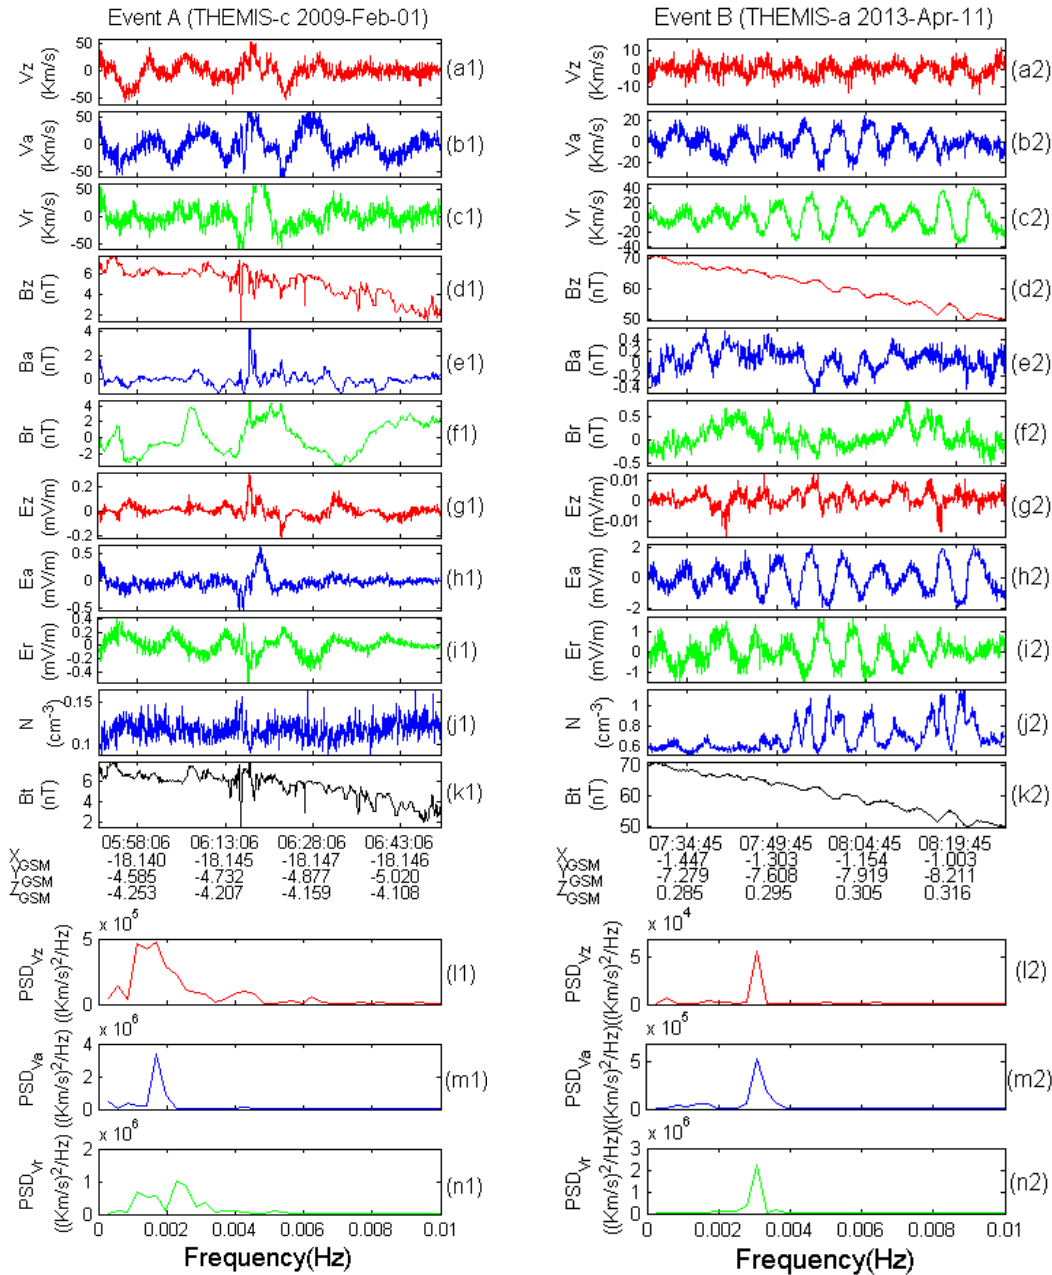 Event A (THEMIS-c 2009-Feb-01)
Event B (THEMIS-a 2013-Apr-11)
Vz (Km/s) 50 0 -50 (a1)
Va (Km/s) 50 0 -50 (b1)
Vr (Km/s) 50 0 -50 (c1)
Bz (nT) 6 4 2 (d1)
Ba (nT) 4 2 0 (e1)
Br (nT) 4 2 0 -2 (f1)
Ez (mV/m) 0.2 0 -0.2 (g1)
Ea (mV/m) 0.5 0 -0.5 (h1)
Er (mV/m) 0.4 0.2 0 -0.2 -0.4 (i1)
N (cm-3) 0.15 0.1 (j1)
Bt (nT) 6 4 2 (k1)
05:58:06 06:13:06 06:28:06 06:43:06
XGSM -18.140 -18.145 -18.147 -18.146
YGSM -4.585 -4.732 -4.877 -5.020
ZGSM -4.253 -4.207 -4.159 -4.108
Vz (Km/s) 10 0 -10 (a2)
Va (Km/s) 20 0 -20 (b2)
Vr (Km/s) 40 20 0 -20 -40 (c2)
Bz (nT) 70 60 50 (d2)
Ba (nT) 0.4 0.2 -0.2 -0.4 (e2)
Br (nT) 0.5 0 -0.5 (f2)
Ez (mV/m) 0.01 0 -0.01 (g2)
Ea (mV/m) 2 0 -2 (h2)
Er (mV/m) 1 0 -1 (i2)
N (cm-3) 1 0.8 0.6 0.5 (j2)
Bt (nT) 70 60 50 (k2)
07:34:45 07:49:45 08:04:45 08:19:45
XGSM -1.447 -1.303 -1.154 -1.003
YGSM -7.279 -7.608 -7.919 -8.211
ZGSM 0.285 0.295 0.305 0.316
x 10^5
PSDVz ((Km/s)2/Hz) 5 0 (l1)
x 10^6
PSDVa ((Km/s)2/Hz) 4 2 0 (m1)
x 10^6
PSDVr ((Km/s)2/Hz) 2 1 0 (n1)
0 0.002 0.004 0.006 0.008 0.01
Frequency(Hz)
x 10^4
PSDVz ((Km/s)2/Hz) 5 0 (l2)
x 10^5
PSDVa ((Km/s)2/Hz) 5 0 (m2)
x 10^6
PSDVr ((Km/s)2/Hz) 3 2 1 0 (n2)
0 0.002 0.004 0.006 0.008 0.01
Frequency(Hz)